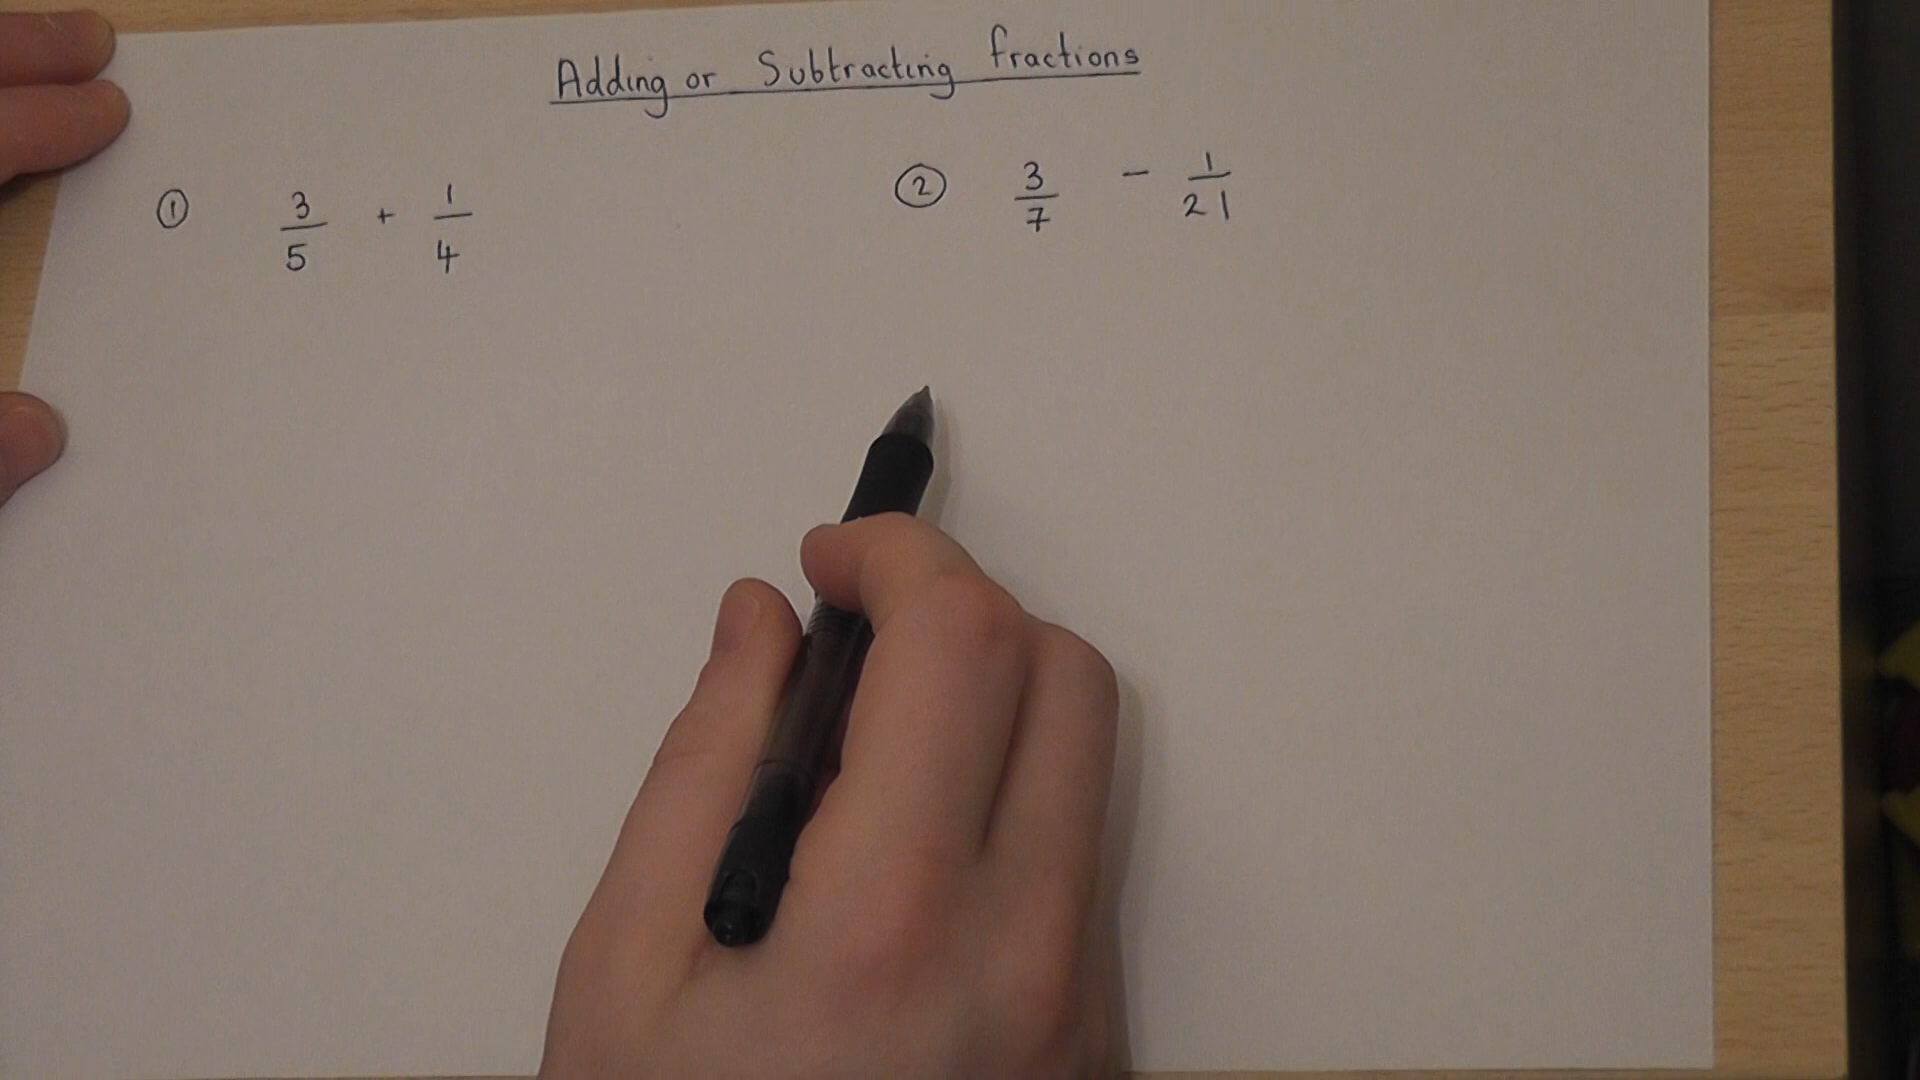 Adding or Subtracting fractions
① 3/5 + 1/4
② 3/7 - 1/21